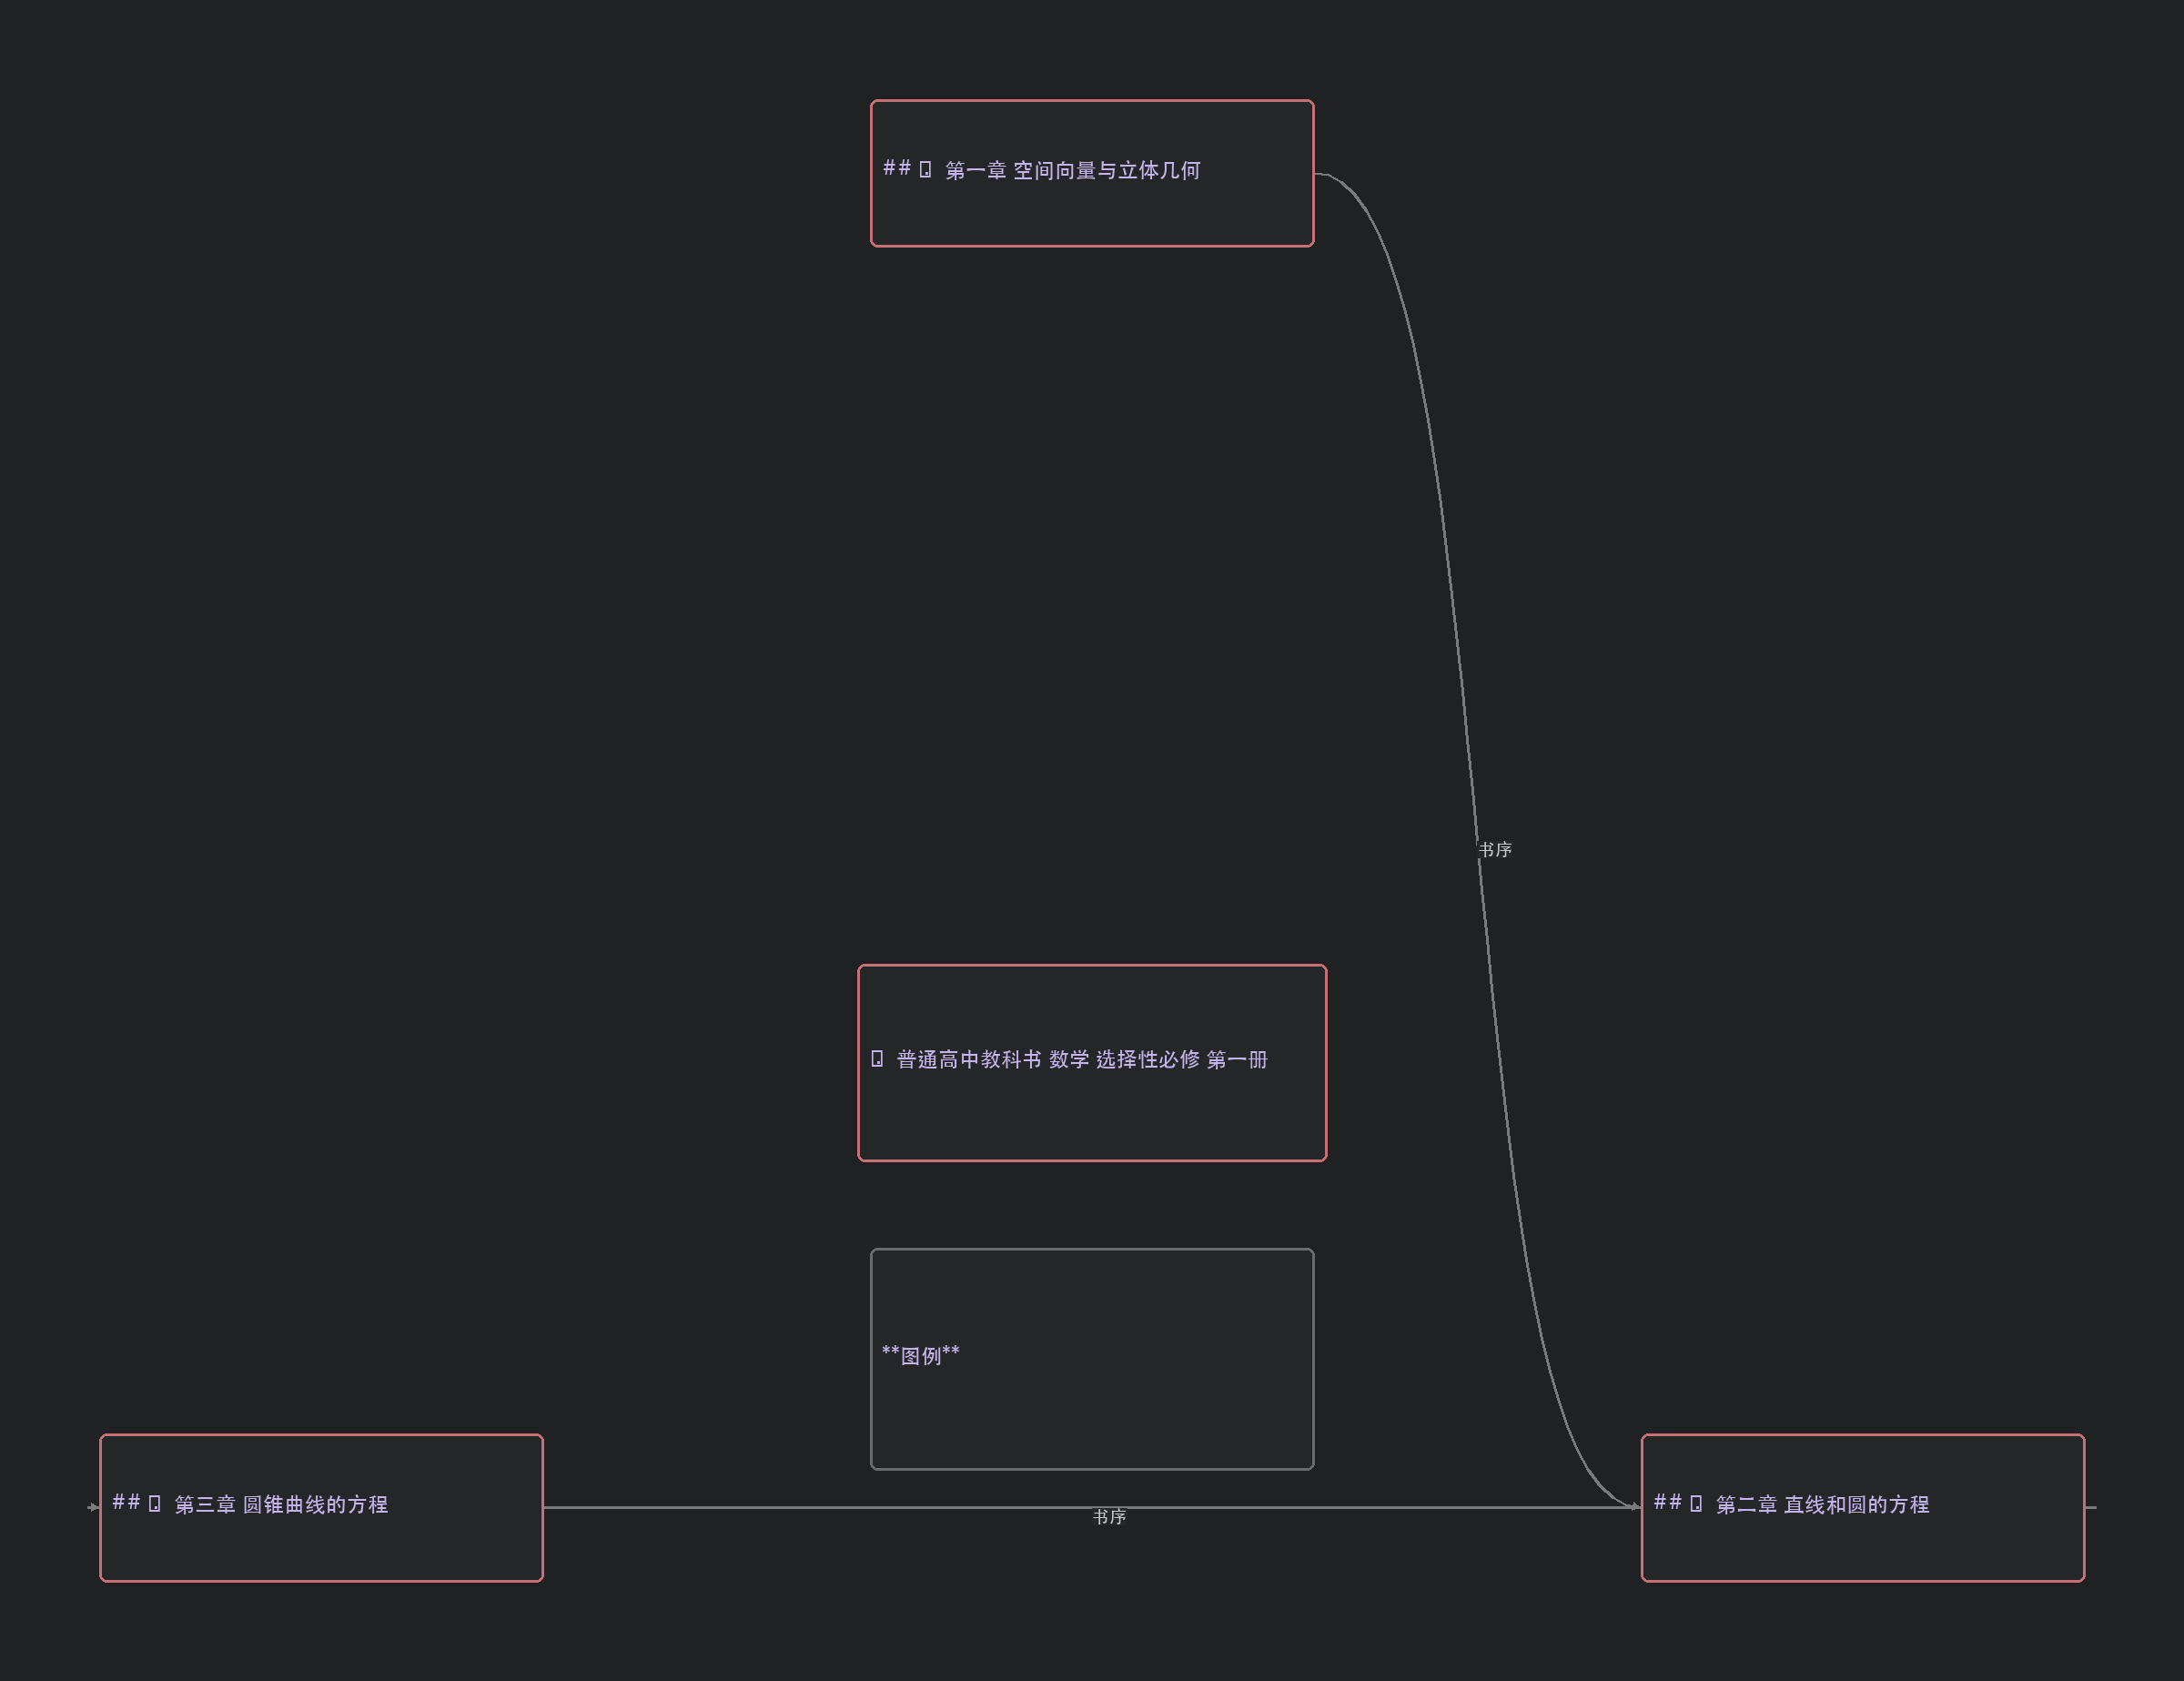 ## 第一章 空间向量与立体几何
书序
普通高中教科书 数学 选择性必修 第一册
**图例**
## 第三章 圆锥曲线的方程
书序
## 第二章 直线和圆的方程